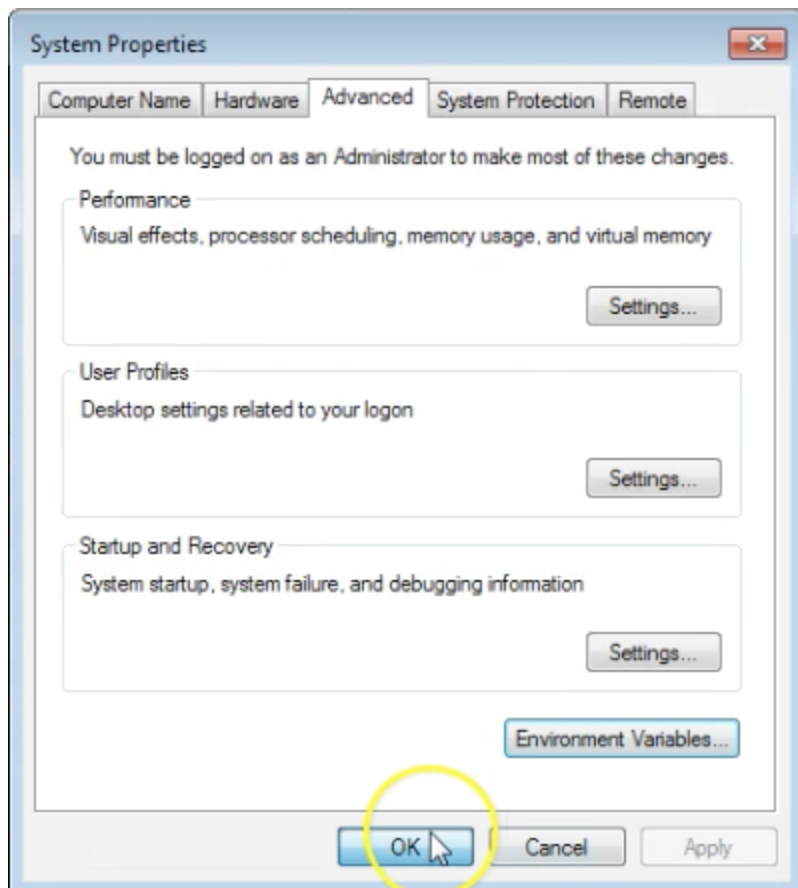 System Properties
Computer Name Hardware Advanced System Protection Remote
You must be logged on as an Administrator to make most of these changes.
Performance
Visual effects, processor scheduling, memory usage, and virtual memory
Settings...
User Profiles
Desktop settings related to your logon
Settings...
Startup and Recovery
System startup, system failure, and debugging information
Settings...
Environment Variables...
OK Cancel Apply